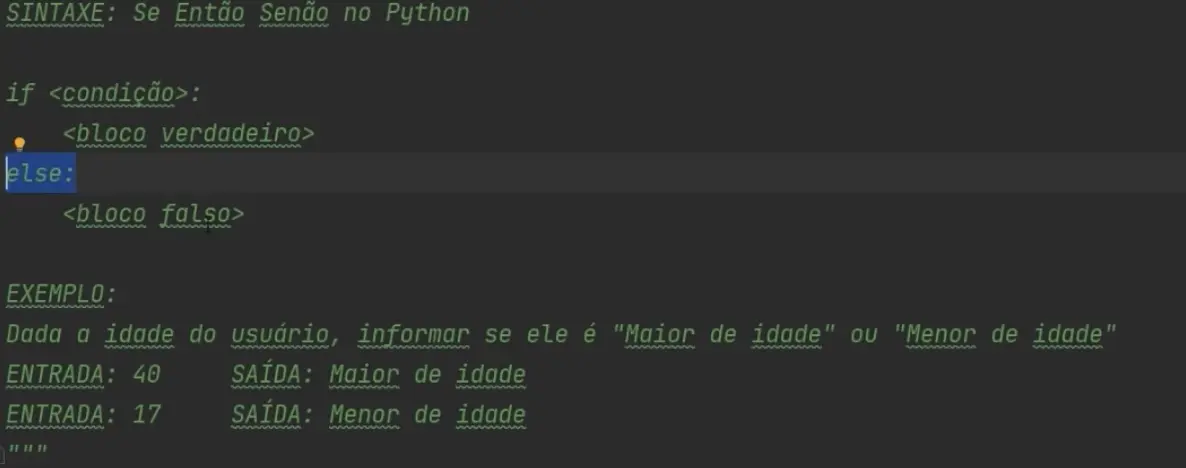 SINTAXE: Se Então Senão no Python
if <condição>:
<bloco verdadeiro>
else:
<bloco falso>
EXEMPLO:
Dada a idade do usuário, informar se ele é "Maior de idade" ou "Menor de idade"
ENTRADA: 40 SAÍDA: Maior de idade
ENTRADA: 17 SAÍDA: Menor de idade
"""